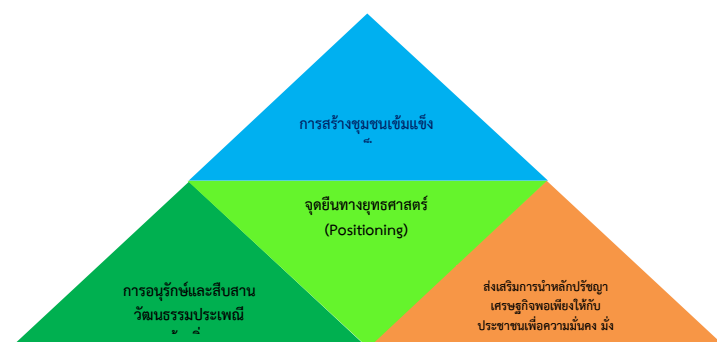 การสร้างชุมชนเข้มแข็ง
จุดยืนทางยุทธศาสตร์
(Positioning)
การอนุรักษ์และสืบสาน
วัฒนธรรมประเพณี
ส่งเสริมการนำหลักปรัชญา
เศรษฐกิจพอเพียงให้กับ
ประชาชนเพื่อความมั่นคง มั่ง